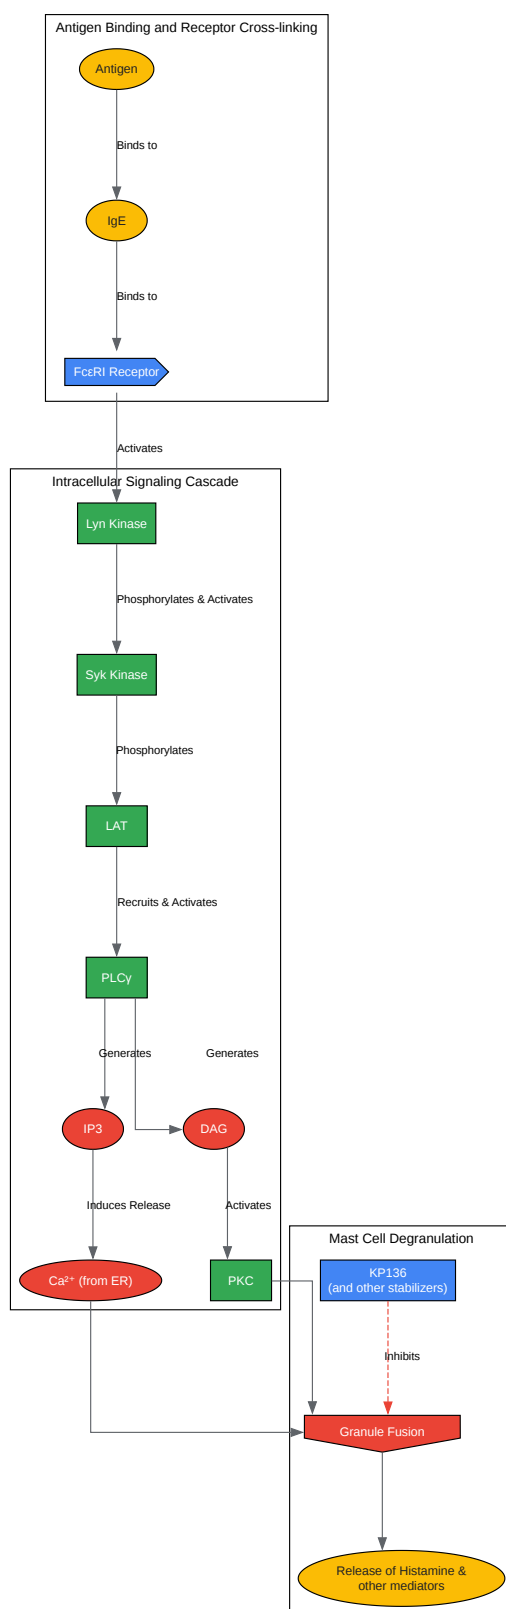 Antigen Binding and Receptor Cross-linking
Antigen
Binds to
IgE
Binds to
FcεRI Receptor
Activates
Intracellular Signaling Cascade
Lyn Kinase
Phosphorylates & Activates
Syk Kinase
Phosphorylates
LAT
Recruits & Activates
PLCγ
Generates
Generates
IP3
DAG
Induces Release
Activates
Ca²⁺ (from ER)
PKC
Mast Cell Degranulation
KP136
(and other stabilizers)
Inhibits
Granule Fusion
Release of Histamine &
other mediators